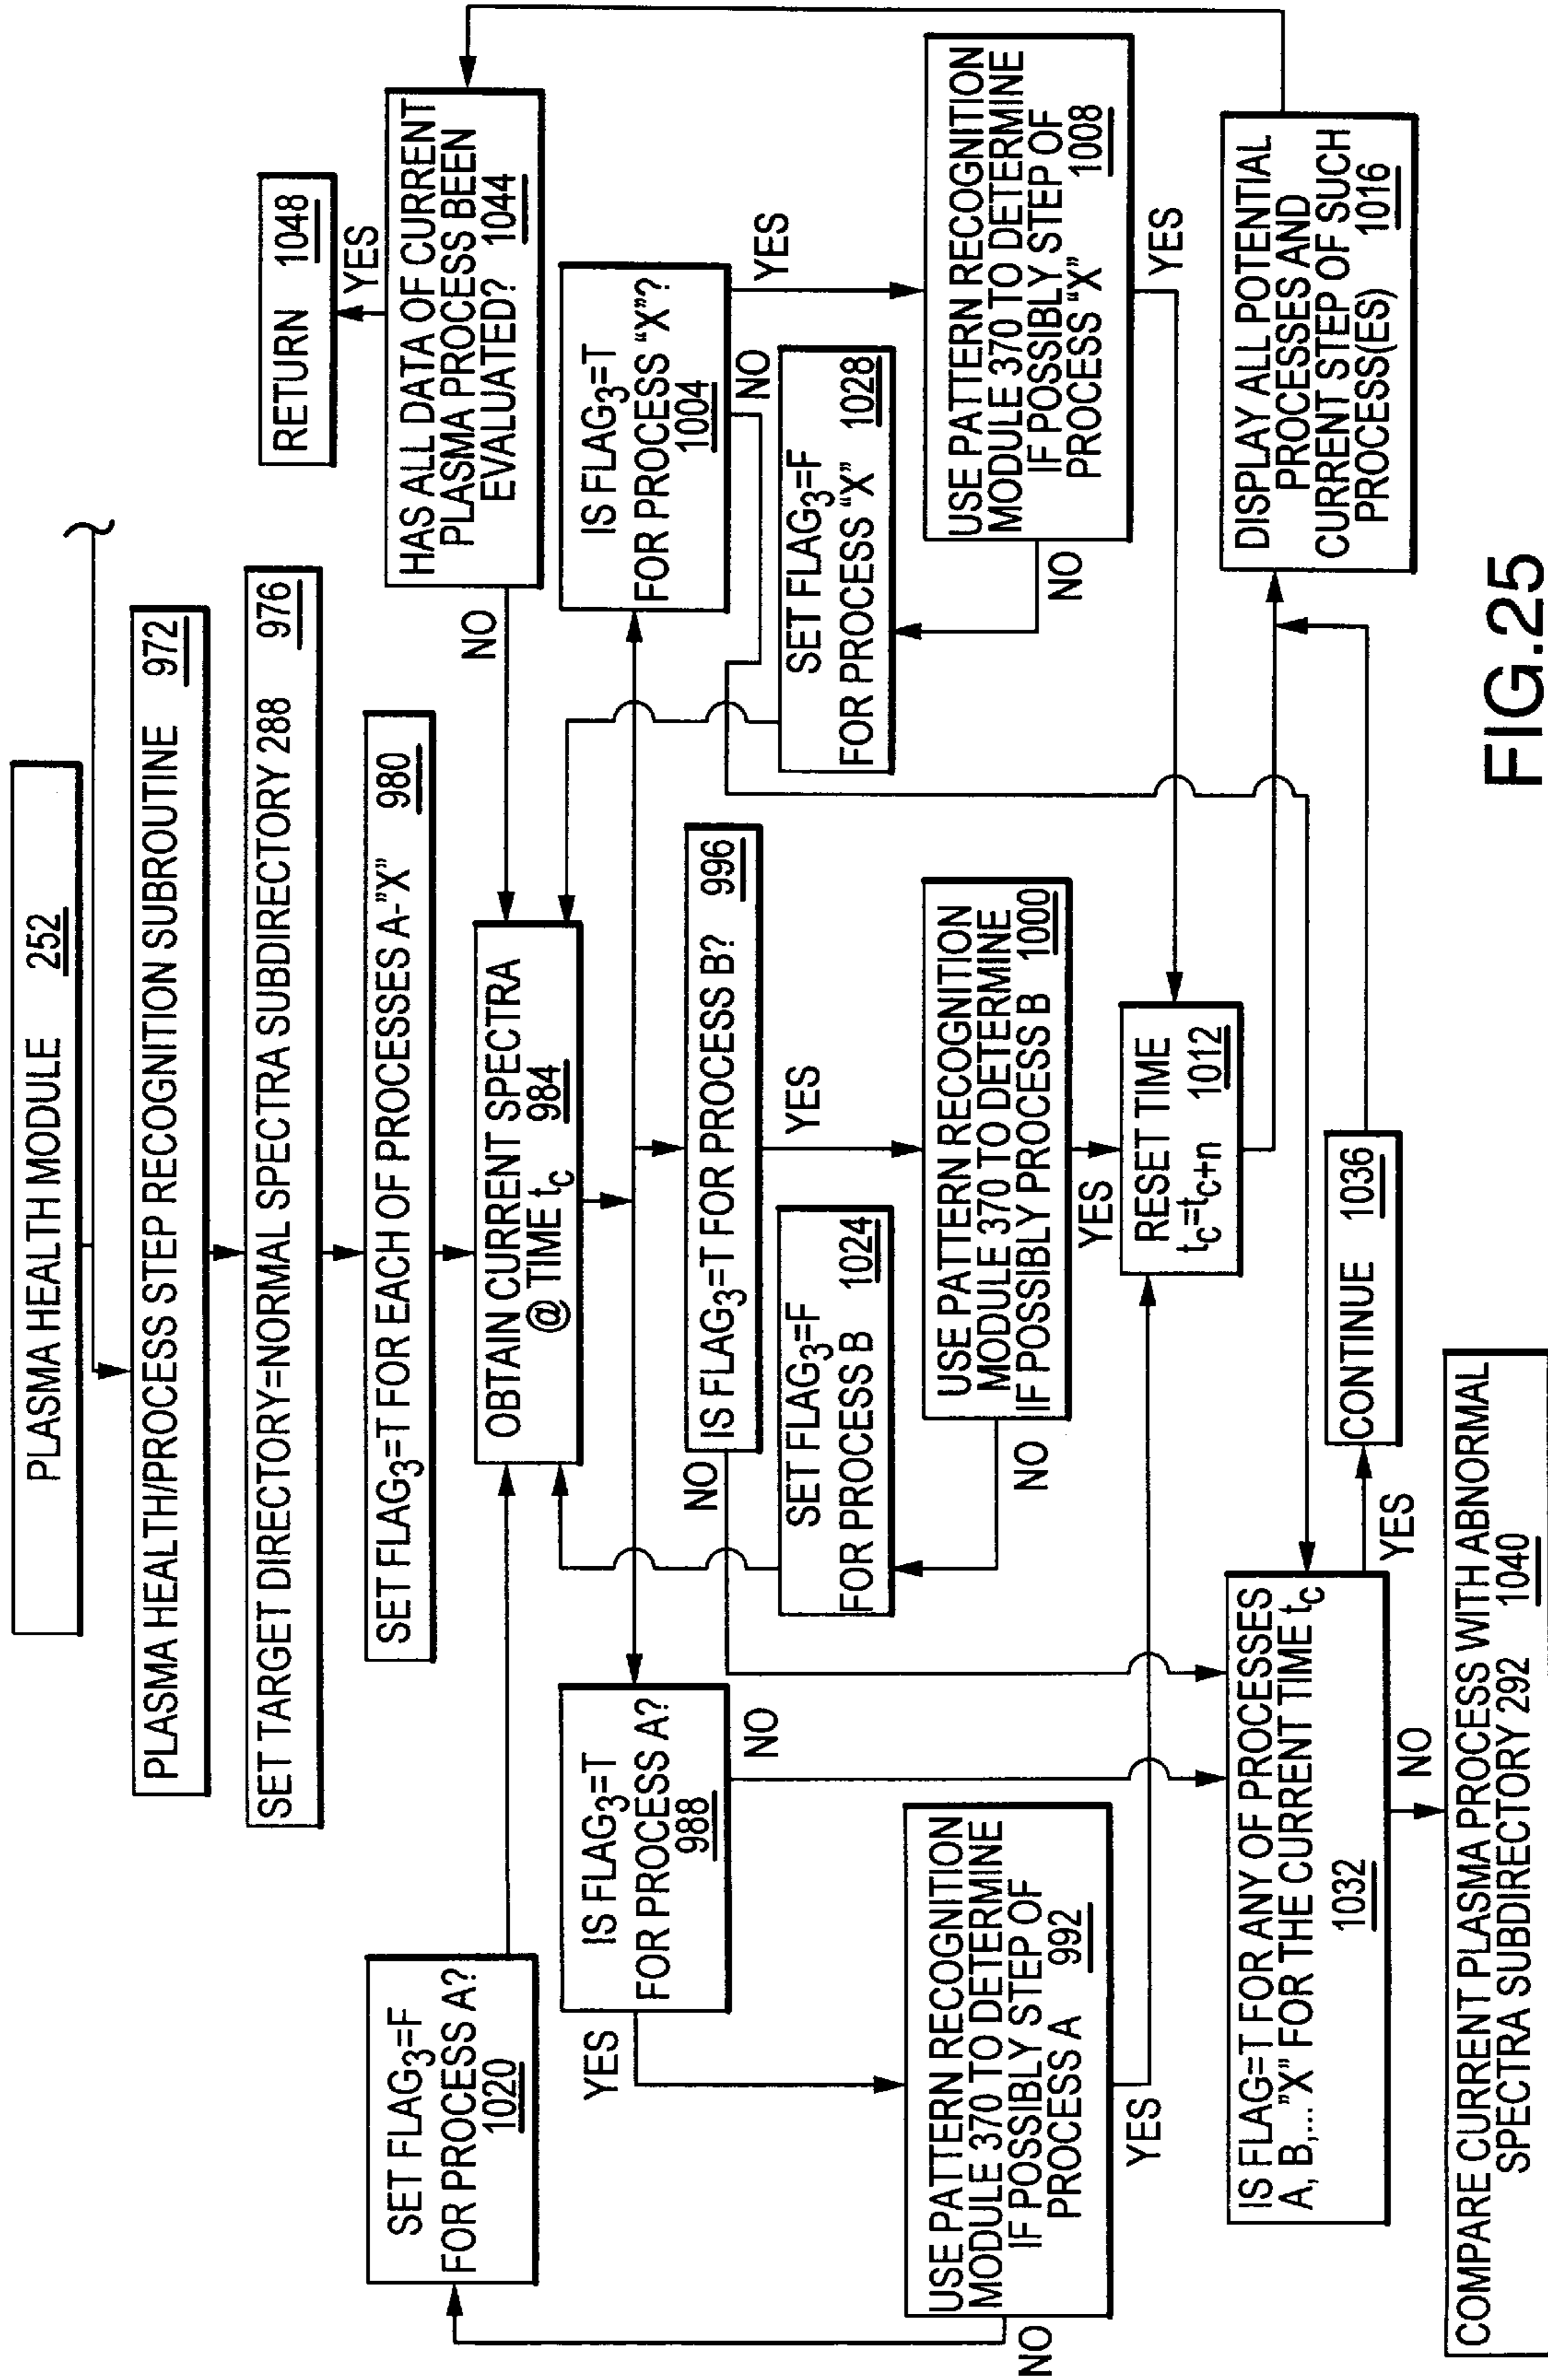 PLASMA HEALTH MODULE 252
PLASMA HEALTH/PROCESS STEP RECOGNITION SUBROUTINE 972
SET TARGET DIRECTORY=NORMAL SPECTRA SUBDIRECTORY 288 976
SET FLAG3=T FOR EACH OF PROCESSES A-"X" 980
SET FLAG3=F
FOR PROCESS A?
1020
OBTAIN CURRENT SPECTRA
@ TIME tc 984
RETURN 1048
YES
HAS ALL DATA OF CURRENT
PLASMA PROCESS BEEN
EVALUATED? 1044
NO
IS FLAG3=T
FOR PROCESS A?
988
YES
NO
IS FLAG3=T FOR PROCESS B? 996
NO
YES
IS FLAG3=T
FOR PROCESS "X"?
1004
YES
NO
SET FLAG3=F
FOR PROCESS B 1024
SET FLAG3=F
FOR PROCESS "X" 1028
USE PATTERN RECOGNITION
MODULE 370 TO DETERMINE
IF POSSIBLY STEP OF
PROCESS A 992
NO
YES
USE PATTERN RECOGNITION
MODULE 370 TO DETERMINE
IF POSSIBLY PROCESS B 1000
NO
YES
USE PATTERN RECOGNITION
MODULE 370 TO DETERMINE
IF POSSIBLY STEP OF
PROCESS "X" 1008
NO
YES
RESET TIME
tc=tc+n 1012
IS FLAG=T FOR ANY OF PROCESSES
A, B,..."X" FOR THE CURRENT TIME tc
1032
YES
NO
CONTINUE 1036
DISPLAY ALL POTENTIAL
PROCESSES AND
CURRENT STEP OF SUCH
PROCESS(ES) 1016
COMPARE CURRENT PLASMA PROCESS WITH ABNORMAL
SPECTRA SUBDIRECTORY 292 1040
FIG.25